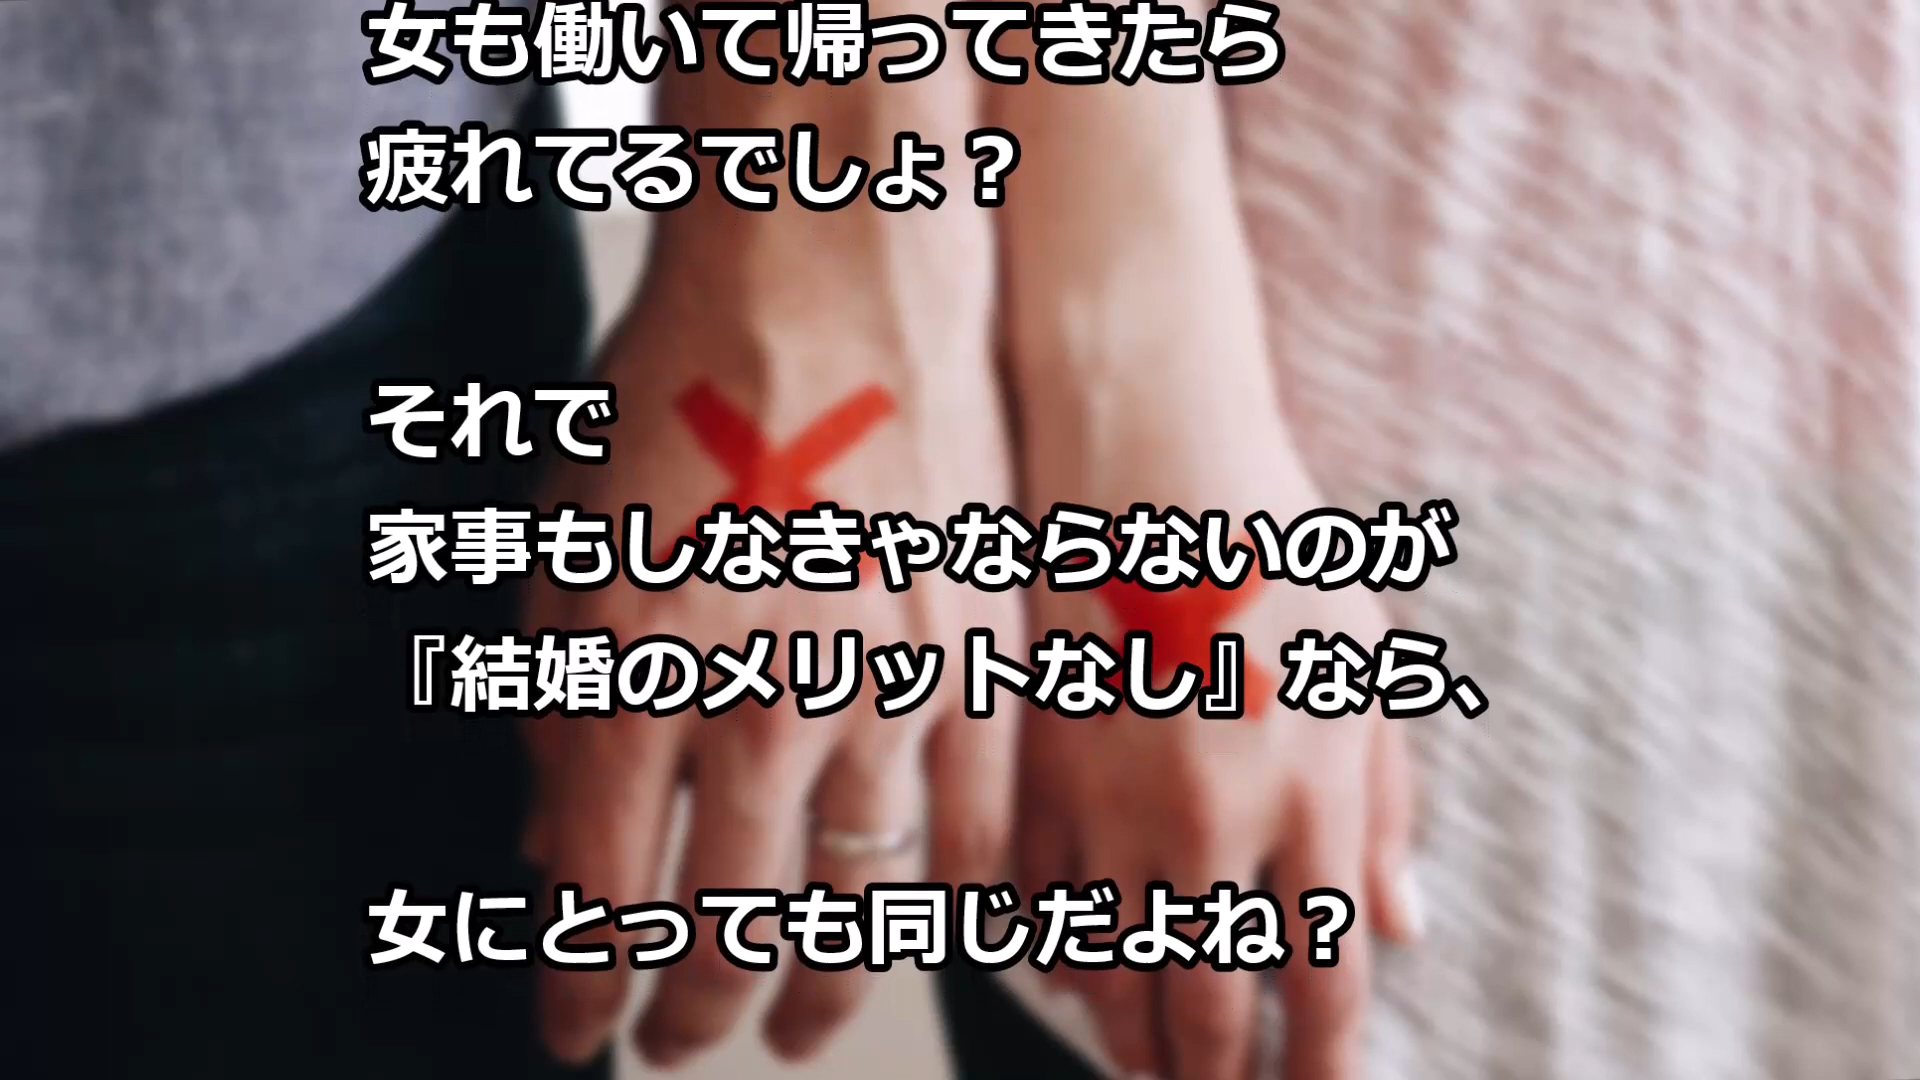 女も働いて帰ってきたら
疲れてるでしょ？
それで
家事もしなきゃならないのが
『結婚のメリットなし』なら、
女にとっても同じだよね？